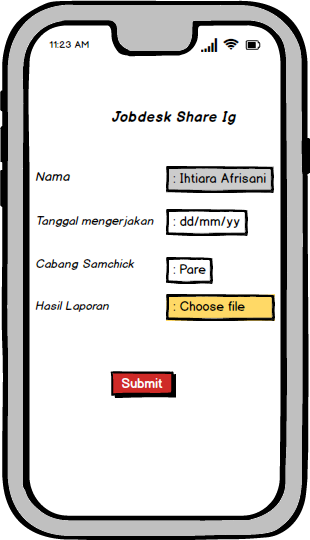 11:23 AM
Jobdesk Share Ig
Nama : Ihtiara Afrisani
Tanggal mengerjakan : dd/mm/yy
Cabang Samchick : Pare
Hasil Laporan : Choose file
Submit